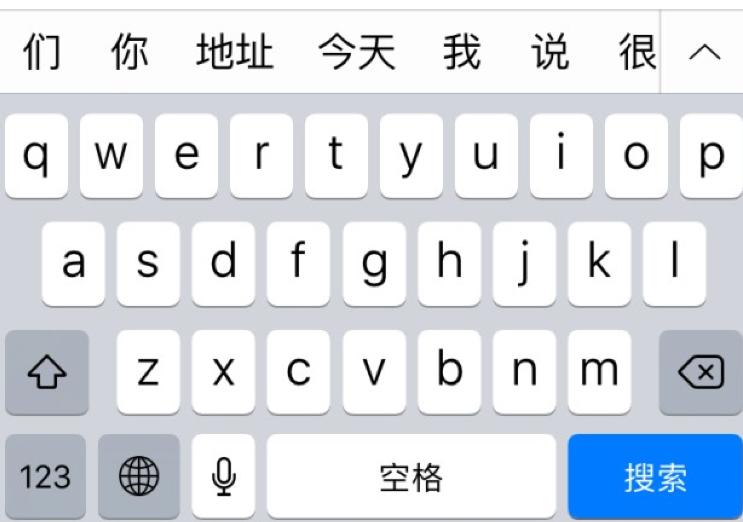 们 你 地址 今天 我 说 很
q w e r t y u i o p
a s d f g h j k l
z x c v b n m
123 空格 搜索